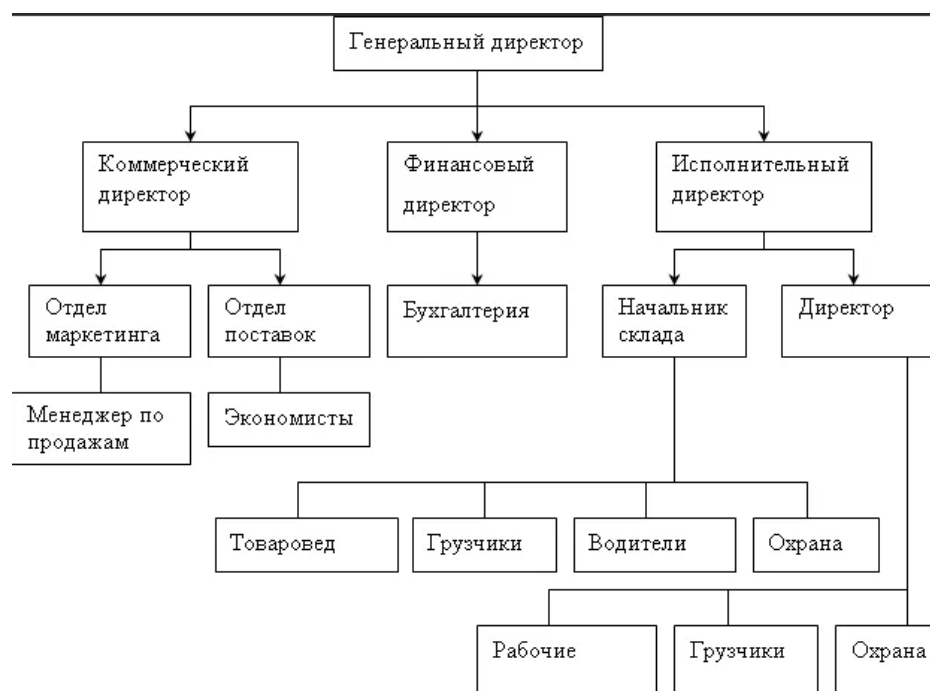 Генеральный директор
Коммерческий
директор
Финансовый
директор
Исполнительный
директор
Отдел
маркетинга
Отдел
поставок
Бухгалтерия
Начальник
склада
Директор
Менеджер по
продажам
Экономисты
Товаровед
Грузчики
Водители
Охрана
Рабочие
Грузчики
Охрана